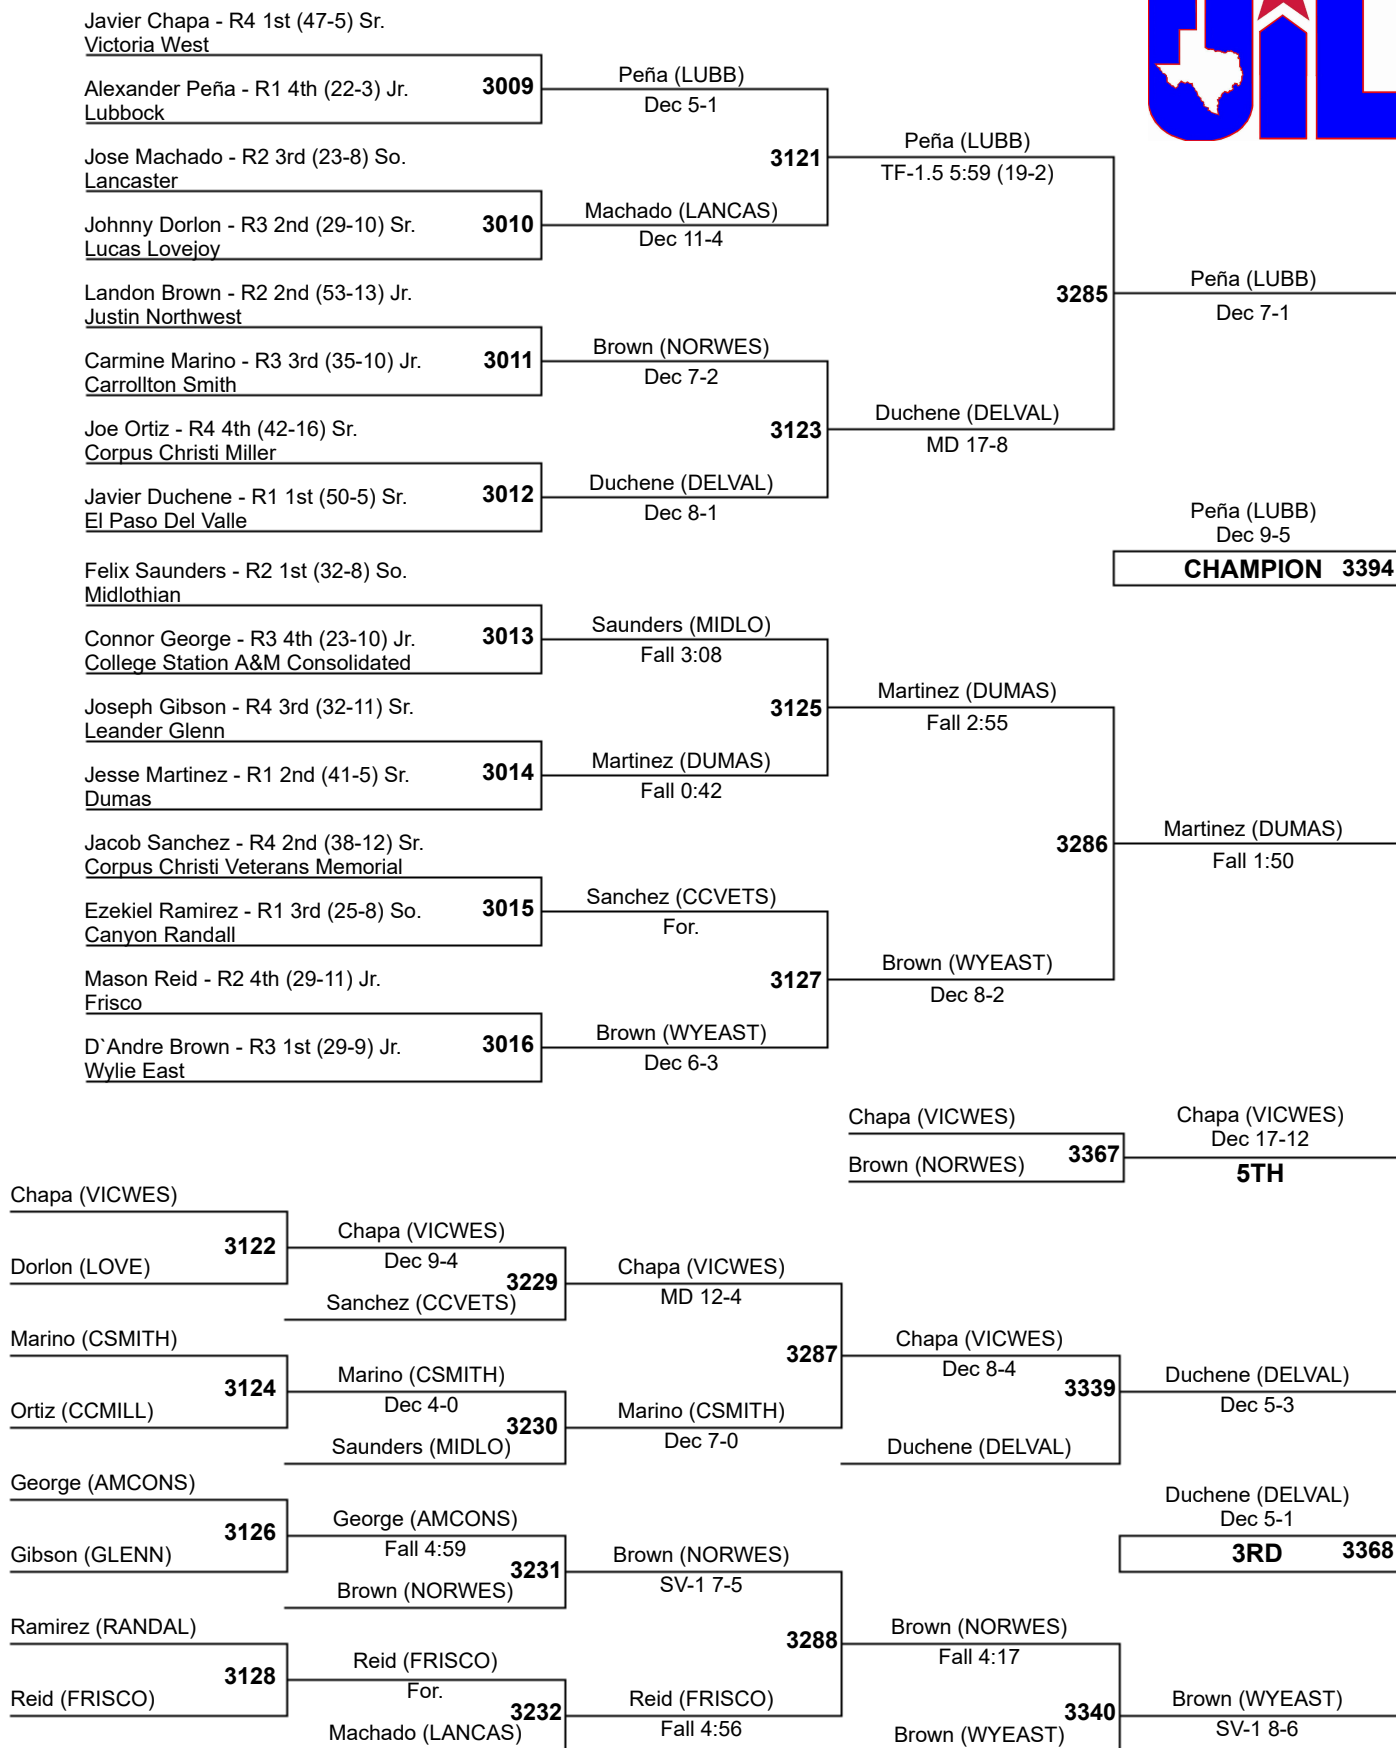 UIL
Javier Chapa - R4 1st (47-5) Sr.
Victoria West
Alexander Peña - R1 4th (22-3) Jr.
Lubbock
3009
Peña (LUBB)
Dec 5-1
Jose Machado - R2 3rd (23-8) So.
Lancaster
Johnny Dorlon - R3 2nd (29-10) Sr.
Lucas Lovejoy
3010
Machado (LANCAS)
Dec 11-4
3121
Peña (LUBB)
TF-1.5 5:59 (19-2)
Landon Brown - R2 2nd (53-13) Jr.
Justin Northwest
Carmine Marino - R3 3rd (35-10) Jr.
Carrollton Smith
3011
Brown (NORWES)
Dec 7-2
Joe Ortiz - R4 4th (42-16) Sr.
Corpus Christi Miller
Javier Duchene - R1 1st (50-5) Sr.
El Paso Del Valle
3012
Duchene (DELVAL)
Dec 8-1
3123
Duchene (DELVAL)
MD 17-8
3285
Peña (LUBB)
Dec 7-1
Peña (LUBB)
Dec 9-5
CHAMPION 3394
Felix Saunders - R2 1st (32-8) So.
Midlothian
Connor George - R3 4th (23-10) Jr.
College Station A&M Consolidated
3013
Saunders (MIDLO)
Fall 3:08
Joseph Gibson - R4 3rd (32-11) Sr.
Leander Glenn
Jesse Martinez - R1 2nd (41-5) Sr.
Dumas
3014
Martinez (DUMAS)
Fall 0:42
3125
Martinez (DUMAS)
Fall 2:55
Jacob Sanchez - R4 2nd (38-12) Sr.
Corpus Christi Veterans Memorial
Ezekiel Ramirez - R1 3rd (25-8) So.
Canyon Randall
3015
Sanchez (CCVETS)
For.
Mason Reid - R2 4th (29-11) Jr.
Frisco
D`Andre Brown - R3 1st (29-9) Jr.
Wylie East
3016
Brown (WYEAST)
Dec 6-3
3127
Brown (WYEAST)
Dec 8-2
3286
Martinez (DUMAS)
Fall 1:50
Chapa (VICWES)
Brown (NORWES)
3367
Chapa (VICWES)
Dec 17-12
5TH
Chapa (VICWES)
Dorlon (LOVE)
3122
Chapa (VICWES)
Dec 9-4
Sanchez (CCVETS)
3229
Chapa (VICWES)
MD 12-4
Marino (CSMITH)
Ortiz (CCMILL)
3124
Marino (CSMITH)
Dec 4-0
Saunders (MIDLO)
3230
Marino (CSMITH)
Dec 7-0
3287
Chapa (VICWES)
Dec 8-4
Duchene (DELVAL)
3339
Duchene (DELVAL)
Dec 5-3
Duchene (DELVAL)
Dec 5-1
3RD 3368
George (AMCONS)
Gibson (GLENN)
3126
George (AMCONS)
Fall 4:59
Brown (NORWES)
3231
Brown (NORWES)
SV-1 7-5
Ramirez (RANDAL)
Reid (FRISCO)
3128
Reid (FRISCO)
For.
Machado (LANCAS)
3232
Reid (FRISCO)
Fall 4:56
3288
Brown (NORWES)
Fall 4:17
Brown (WYEAST)
3340
Brown (WYEAST)
SV-1 8-6